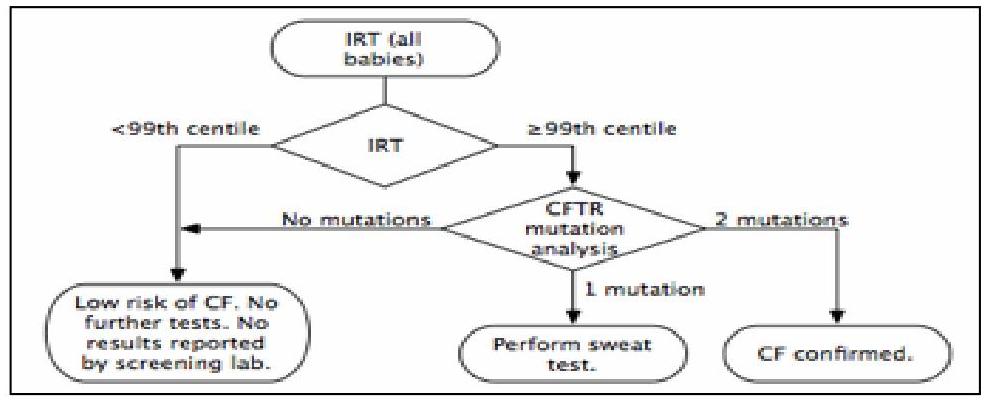 IRT (all
babies)
<99th centile
IRT
≥99th centile
No mutations
CFTR
mutation
analysis
2 mutations
1 mutation
Low risk of CF. No
further tests. No
results reported
by screening lab.
Perform sweat
test.
CF confirmed.